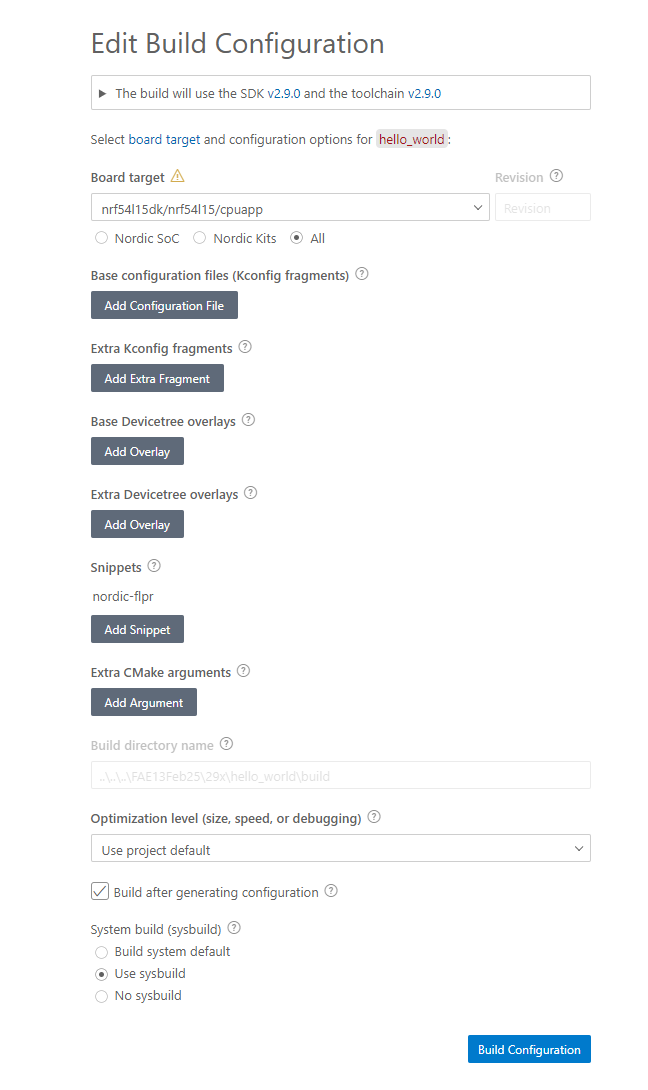 Edit Build Configuration
The build will use the SDK v2.9.0 and the toolchain v2.9.0
Select board target and configuration options for hello_world:
Board target Revision
nrf54l15dk/nrf54l15/cpuapp Revision
Nordic SoC Nordic Kits All
Base configuration files (Kconfig fragments)
Add Configuration File
Extra Kconfig fragments
Add Extra Fragment
Base Devicetree overlays
Add Overlay
Extra Devicetree overlays
Add Overlay
Snippets
nordic-flpr
Add Snippet
Extra CMake arguments
Add Argument
Build directory name
..\..\..\FAE13Feb25\29x\hello_world\build
Optimization level (size, speed, or debugging)
Use project default
Build after generating configuration
System build (sysbuild)
Build system default
Use sysbuild
No sysbuild
Build Configuration